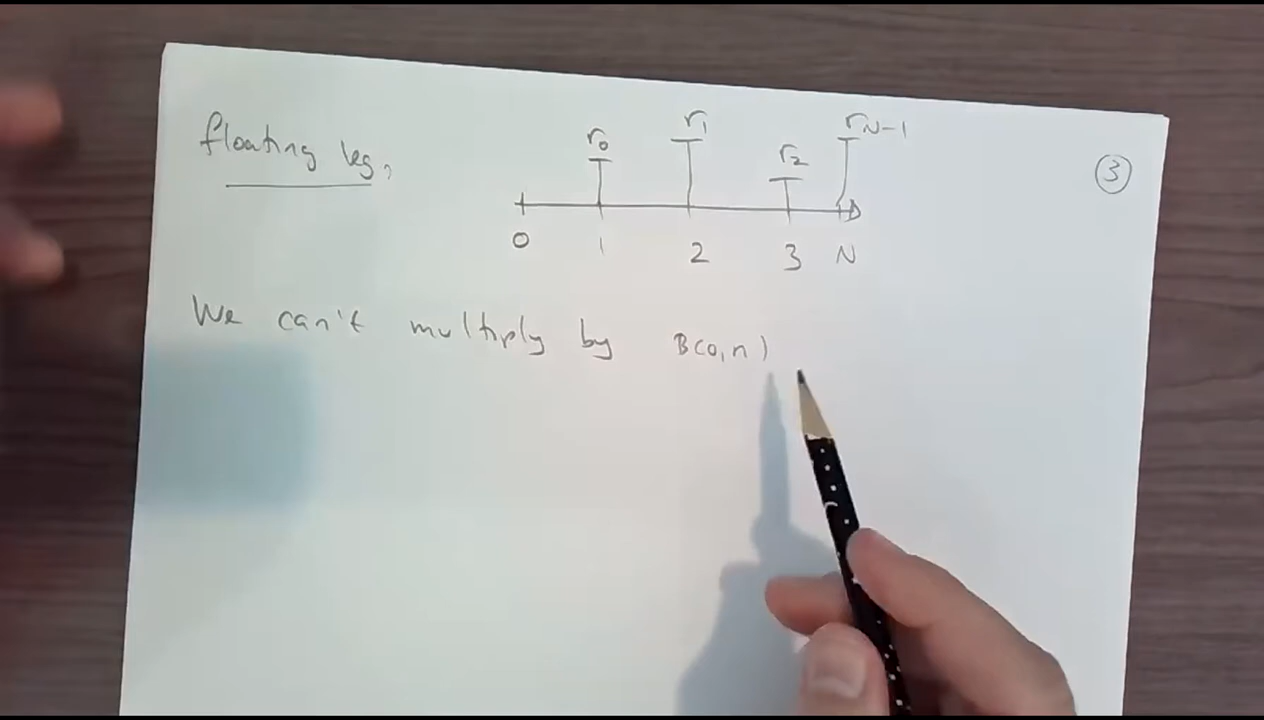 floating leg,
r0 r1 r2 rN-1
3
0 1 2 3 N
We can't multiply by B(0,n)